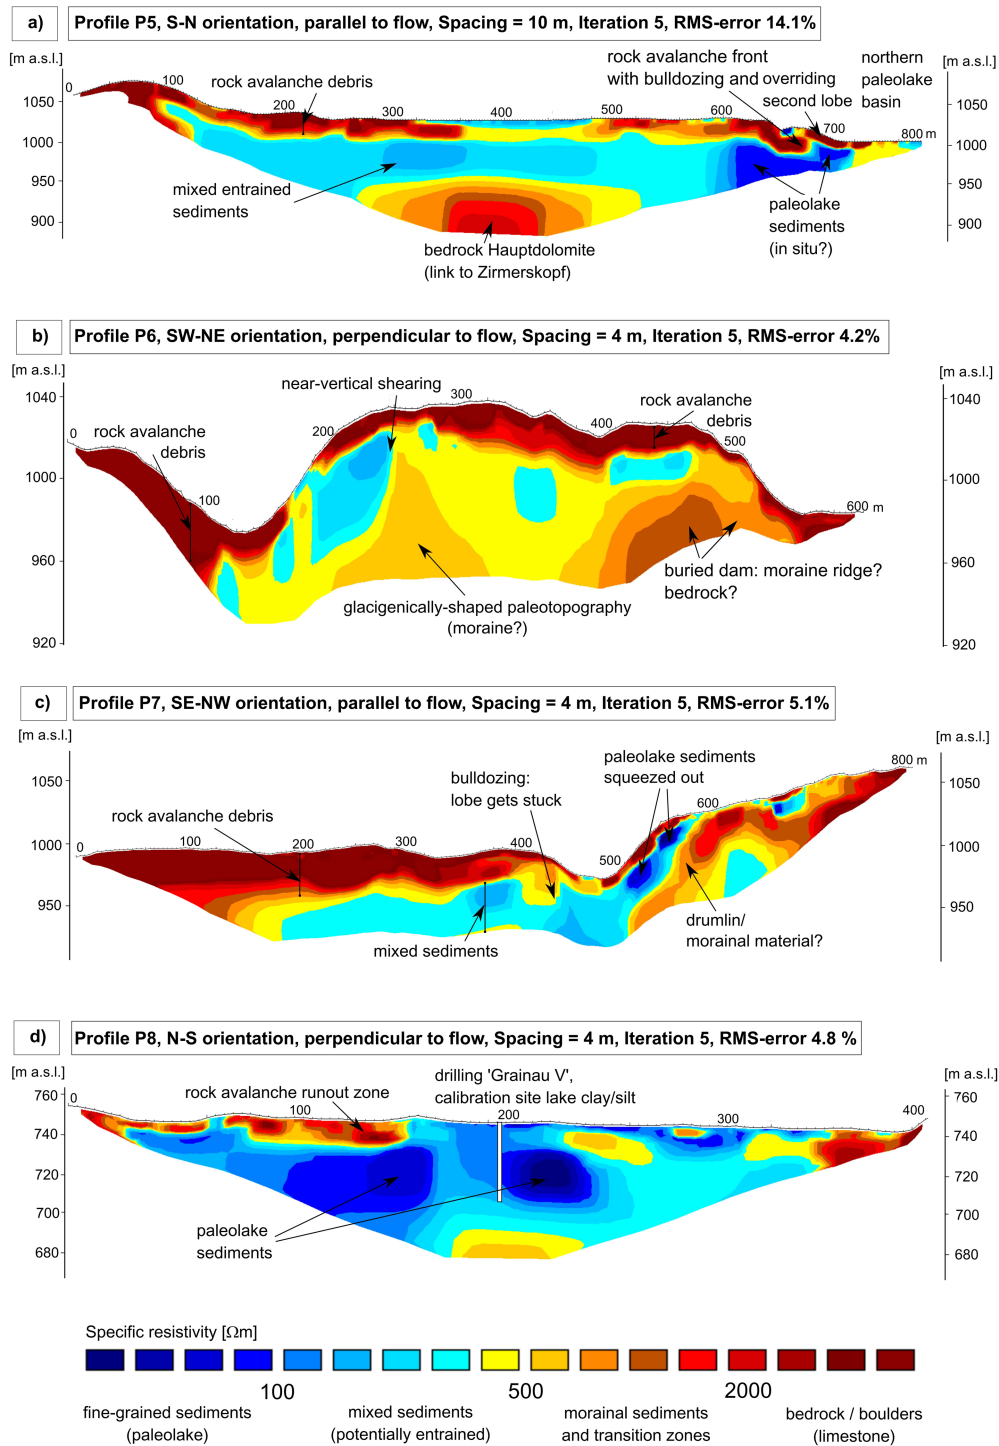 a)
Profile P5, S-N orientation, parallel to flow, Spacing = 10 m, Iteration 5, RMS-error 14.1%
[m a.s.l.]
rock avalanche front
with bulldozing and overriding
second lobe
northern
paleolake
basin
[m a.s.l.]
rock avalanche debris
0
100
200
300
400
500
600
700
800 m
1050
1000
950
900
1050
1000
950
900
mixed entrained
sediments
bedrock Hauptdolomite
(link to Zirmerskopf)
paleolake
sediments
(in situ?)
b)
Profile P6, SW-NE orientation, perpendicular to flow, Spacing = 4 m, Iteration 5, RMS-error 4.2%
[m a.s.l.]
[m a.s.l.]
near-vertical shearing
rock avalanche
debris
rock avalanche
debris
0
100
200
300
400
500
600 m
1040
1000
960
920
1040
1000
960
920
glacigenically-shaped paleotopography
(moraine?)
buried dam: moraine ridge?
bedrock?
c)
Profile P7, SE-NW orientation, parallel to flow, Spacing = 4 m, Iteration 5, RMS-error 5.1%
[m a.s.l.]
[m a.s.l.]
rock avalanche debris
bulldozing:
lobe gets stuck
paleolake sediments
squeezed out
0
100
200
300
400
500
600
800 m
1050
1000
950
1050
1000
950
mixed sediments
drumlin/
morainal material?
d)
Profile P8, N-S orientation, perpendicular to flow, Spacing = 4 m, Iteration 5, RMS-error 4.8 %
[m a.s.l.]
[m a.s.l.]
rock avalanche runout zone
drilling 'Grainau V',
calibration site lake clay/silt
0
100
200
300
400
760
740
720
700
680
760
740
720
700
680
paleolake
sediments
Specific resistivity [Ωm]
100
500
2000
fine-grained sediments
(paleolake)
mixed sediments
(potentially entrained)
morainal sediments
and transition zones
bedrock / boulders
(limestone)